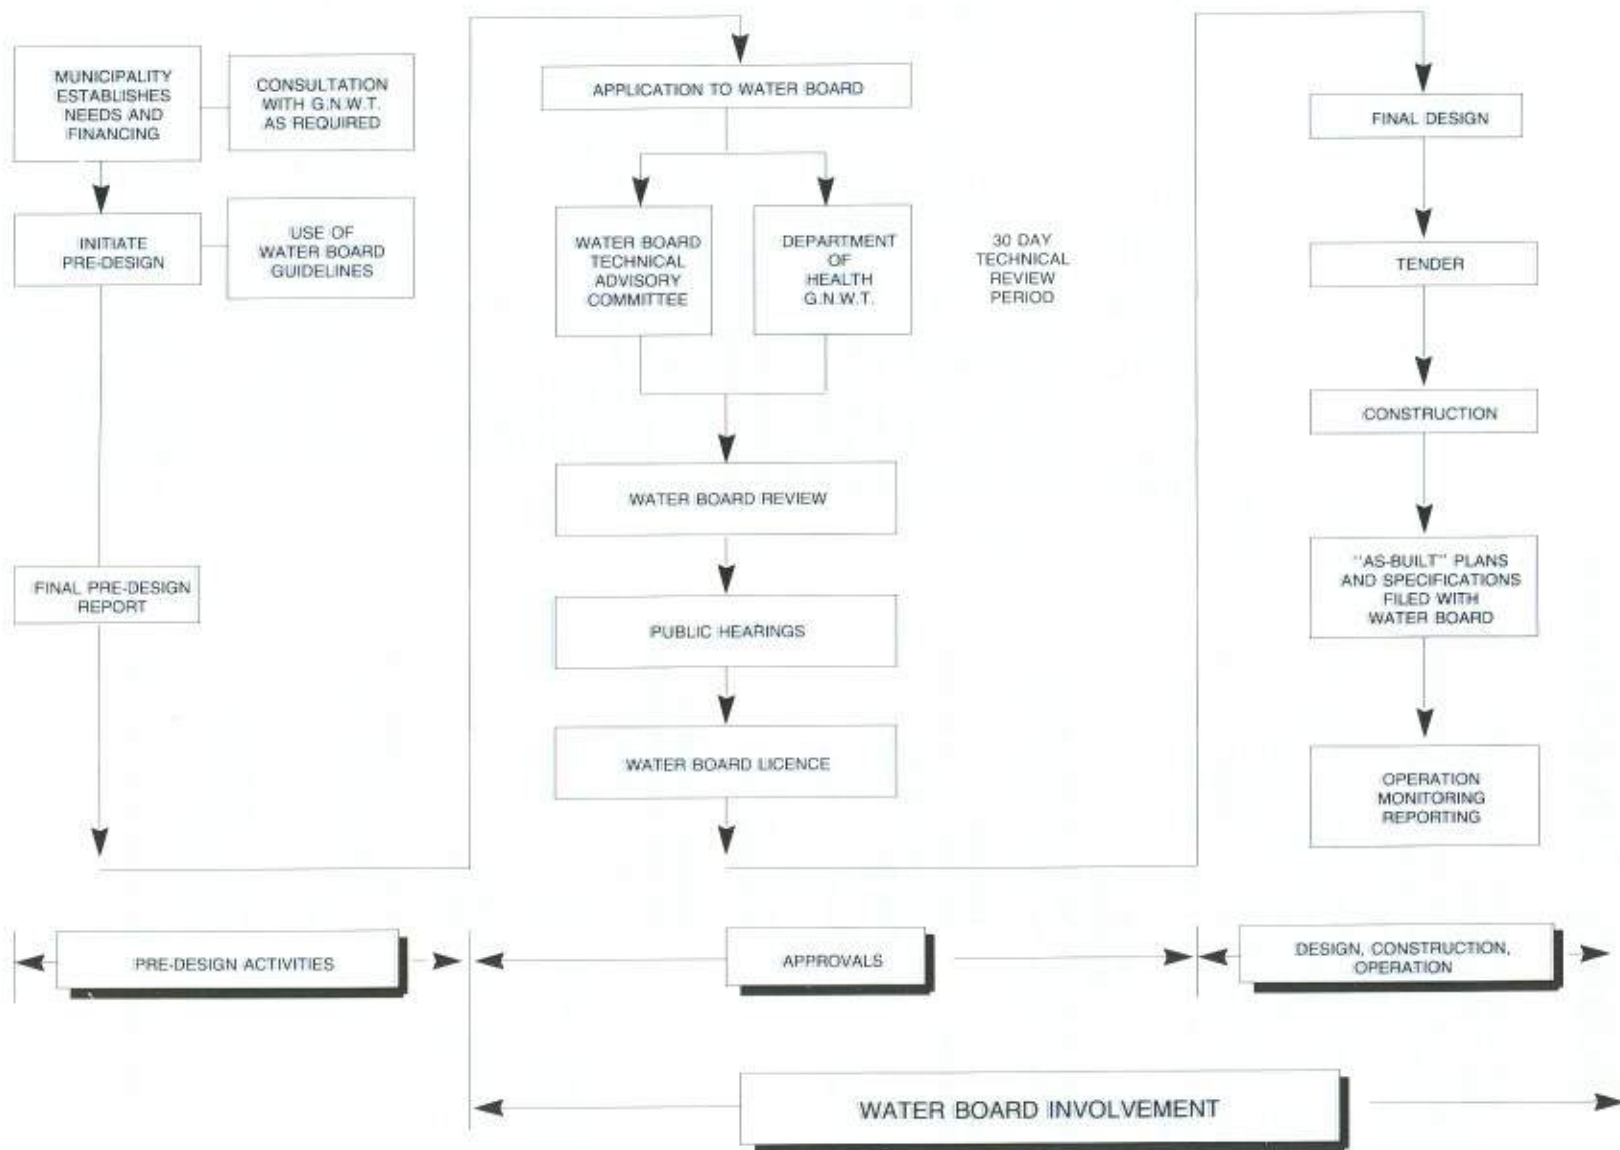 MUNICIPALITY
ESTABLISHES
NEEDS AND
FINANCING
CONSULTATION
WITH G.N.W.T.
AS REQUIRED
INITIATE
PRE-DESIGN
USE OF
WATER BOARD
GUIDELINES
FINAL PRE-DESIGN
REPORT
APPLICATION TO WATER BOARD
WATER BOARD
TECHNICAL
ADVISORY
COMMITTEE
DEPARTMENT
OF
HEALTH
G.N.W.T.
30 DAY
TECHNICAL
REVIEW
PERIOD
WATER BOARD REVIEW
PUBLIC HEARINGS
WATER BOARD LICENCE
FINAL DESIGN
TENDER
CONSTRUCTION
"AS-BUILT" PLANS
AND SPECIFICATIONS
FILED WITH
WATER BOARD
OPERATION
MONITORING
REPORTING
PRE-DESIGN ACTIVITIES
APPROVALS
DESIGN, CONSTRUCTION,
OPERATION
WATER BOARD INVOLVEMENT